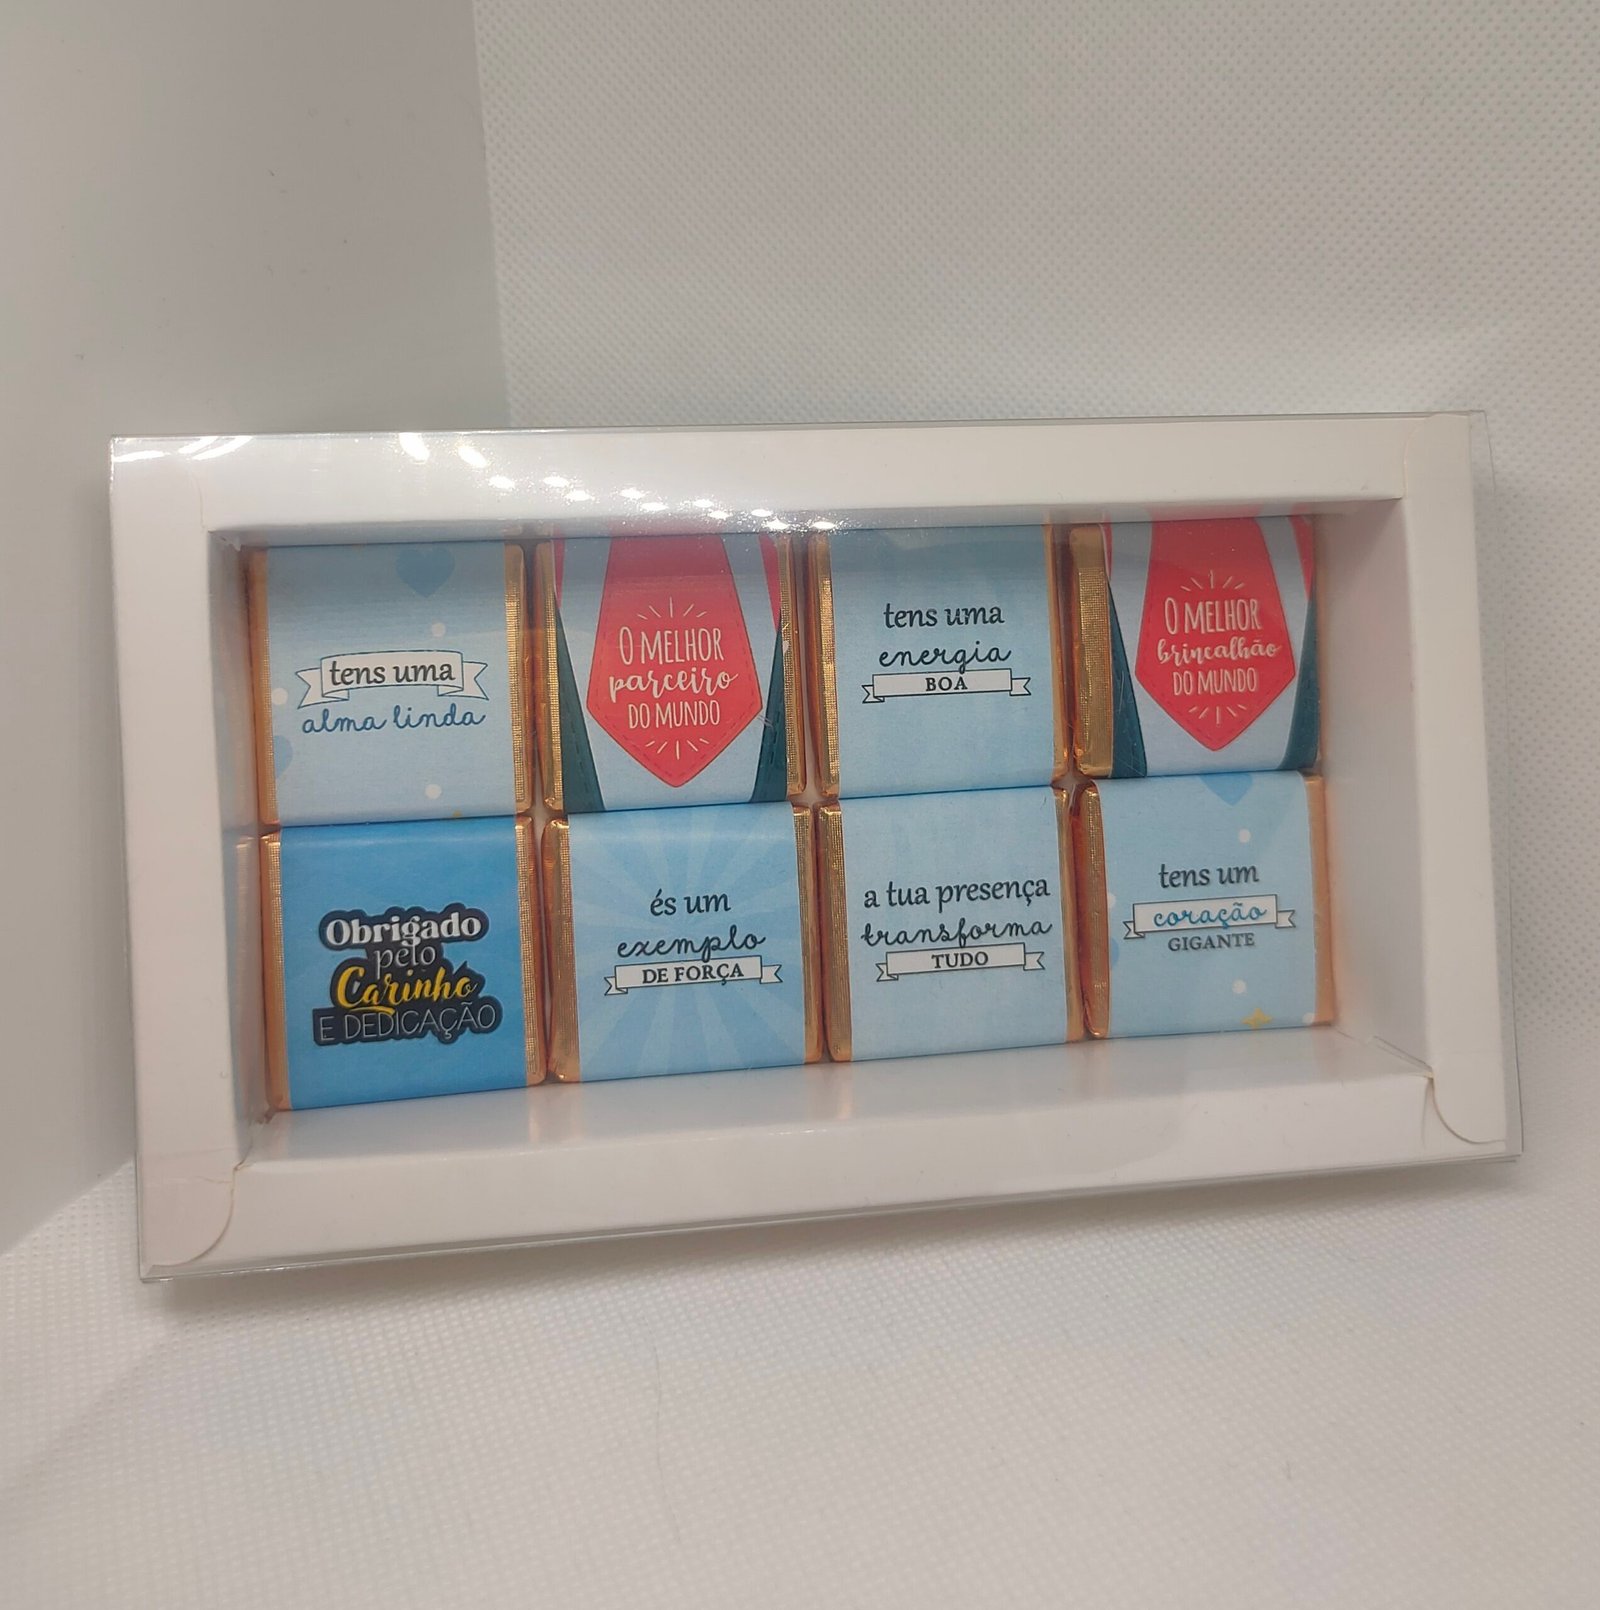 tens uma
alma linda
O MELHOR
parceiro
DO MUNDO
tens uma
energia
BOA
O MELHOR
brincalhão
DO MUNDO
Obrigado
pelo
Carinho
E DEDICAÇÃO
és um
exemplo
DE FORÇA
a tua presença
transforma
TUDO
tens um
coração
GIGANTE